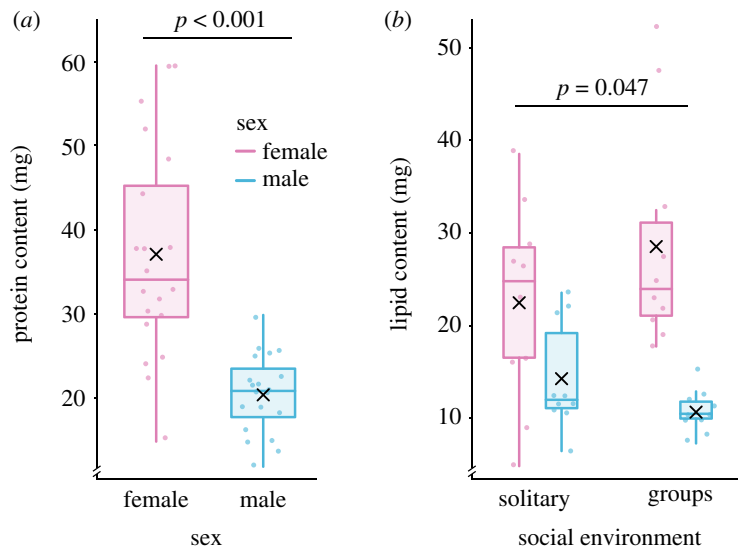 (a)
p < 0.001
60
50
40
30
20
10
protein content (mg)
sex
female
male
female
male
sex
(b)
p = 0.047
50
40
30
20
10
lipid content (mg)
solitary
groups
social environment